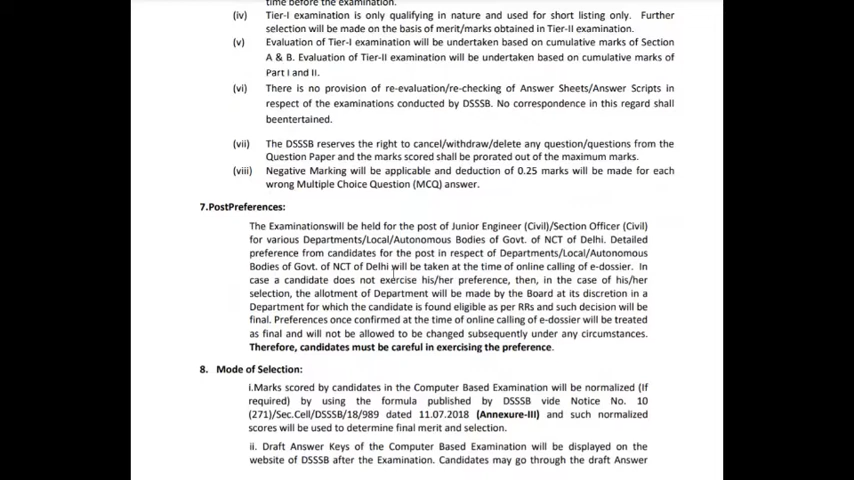 time before the examination.
(iv) Tier-I examination is only qualifying in nature and used for short listing only. Further
selection will be made on the basis of merit/marks obtained in Tier-II examination.
(v) Evaluation of Tier-I examination will be undertaken based on cumulative marks of Section
A & B. Evaluation of Tier-II examination will be undertaken based on cumulative marks of
Part I and II.
(vi) There is no provision of re-evaluation/re-checking of Answer Sheets/Answer Scripts in
respect of the examinations conducted by DSSSB. No correspondence in this regard shall
beentertained.
(vii) The DSSSB reserves the right to cancel/withdraw/delete any question/questions from the
Question Paper and the marks scored shall be prorated out of the maximum marks.
(viii) Negative Marking will be applicable and deduction of 0.25 marks will be made for each
wrong Multiple Choice Question (MCQ) answer.
7.PostPreferences:
The Examinationswill be held for the post of Junior Engineer (Civil)/Section Officer (Civil)
for various Departments/Local/Autonomous Bodies of Govt. of NCT of Delhi. Detailed
preference from candidates for the post in respect of Departments/Local/Autonomous
Bodies of Govt. of NCT of Delhi will be taken at the time of online calling of e-dossier. In
case a candidate does not exercise his/her preference, then, in the case of his/her
selection, the allotment of Department will be made by the Board at its discretion in a
Department for which the candidate is found eligible as per RRs and such decision will be
final. Preferences once confirmed at the time of online calling of e-dossier will be treated
as final and will not be allowed to be changed subsequently under any circumstances.
Therefore, candidates must be careful in exercising the preference.
8. Mode of Selection:
i.Marks scored by candidates in the Computer Based Examination will be normalized (If
required) by using the formula published by DSSSB vide Notice No. 10
(271)/Sec.Cell/DSSSB/18/989 dated 11.07.2018 (Annexure-III) and such normalized
scores will be used to determine final merit and selection.
ii. Draft Answer Keys of the Computer Based Examination will be displayed on the
website of DSSSB after the Examination. Candidates may go through the draft Answer